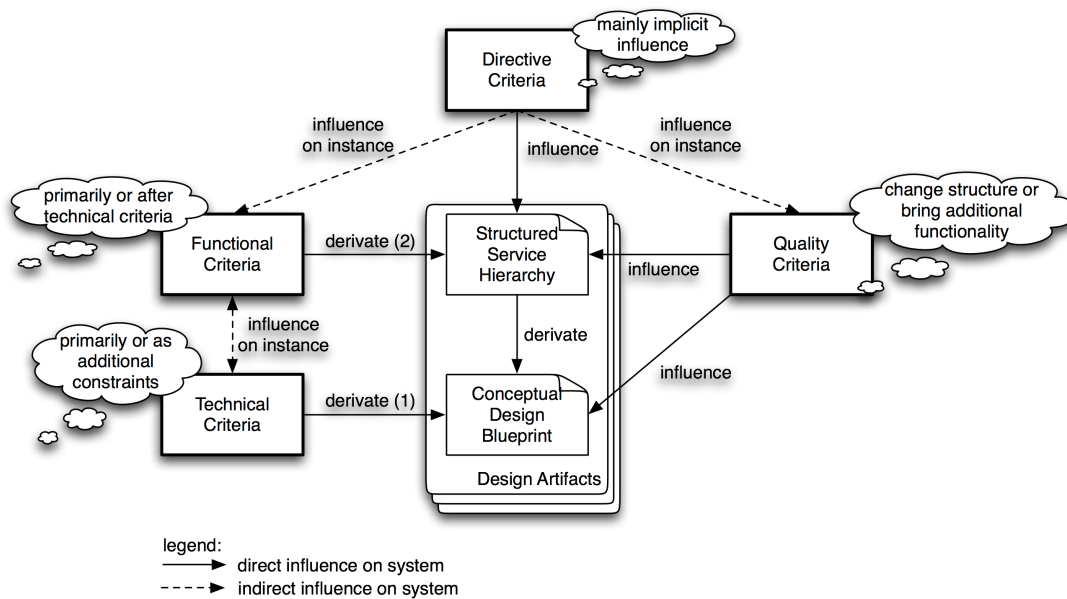 mainly implicit
influence
Directive
Criteria
influence
on instance
influence
influence
on instance
primarily or after
technical criteria
change structure or
bring additional
functionality
Functional
Criteria
derivate (2)
Structured
Service
Hierarchy
influence
Quality
Criteria
influence
on instance
derivate
primarily or as
additional
constraints
influence
Technical
Criteria
derivate (1)
Conceptual
Design
Blueprint
Design Artifacts
legend:
direct influence on system
indirect influence on system